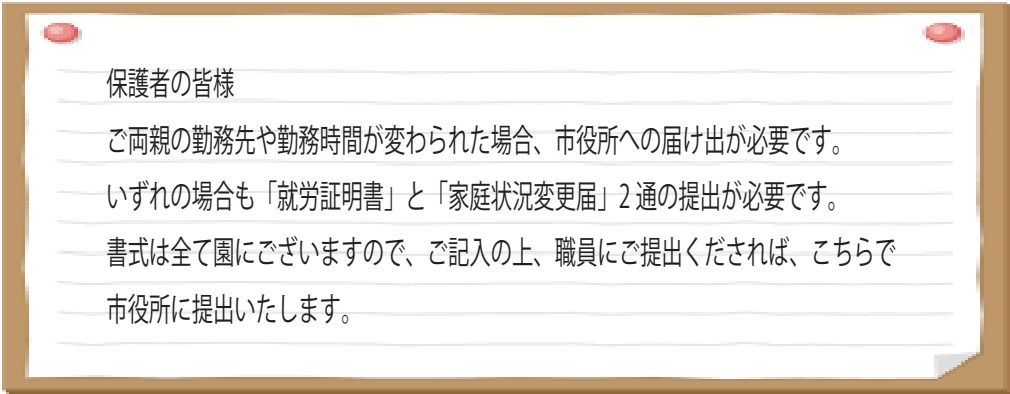 保護者の皆様
ご両親の勤務先や勤務時間が変わられた場合、市役所への届け出が必要です。
いずれの場合も「就労証明書」と「家庭状況変更届」2 通の提出が必要です。
書式は全て園にございますので、ご記入の上、職員にご提出くだされば、こちらで
市役所に提出いたします。